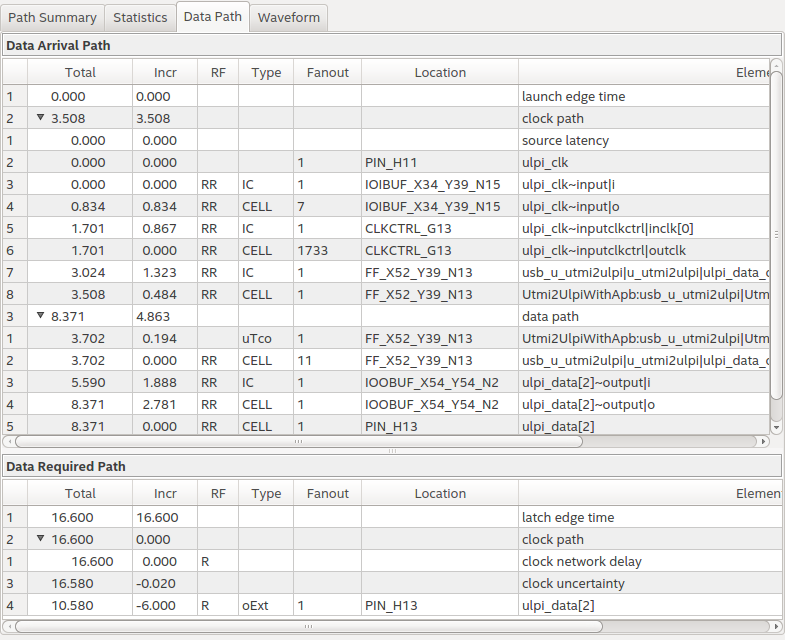 Path Summary Statistics Data Path Waveform
Data Arrival Path
Total Incr RF Type Fanout Location Eleme
1 0.000 0.000 launch edge time
2 3.508 3.508 clock path
1 0.000 0.000 source latency
2 0.000 0.000 1 PIN_H11 ulpi_clk
3 0.000 0.000 RR IC 1 IOIBUF_X34_Y39_N15 ulpi_clk~input|i
4 0.834 0.834 RR CELL 7 IOIBUF_X34_Y39_N15 ulpi_clk~input|o
5 1.701 0.867 RR IC 1 CLKCTRL_G13 ulpi_clk~inputclkctrl|inclk[0]
6 1.701 0.000 RR CELL 1733 CLKCTRL_G13 ulpi_clk~inputclkctrl|outclk
7 3.024 1.323 RR IC 1 FF_X52_Y39_N13 usb_u_utmi2ulpi|u_utmi2ulpi|ulpi_data_o
8 3.508 0.484 RR CELL 1 FF_X52_Y39_N13 Utmi2UlpiWithApb:usb_u_utmi2ulpi|Utm
3 8.371 4.863 data path
1 3.702 0.194 uTco 1 FF_X52_Y39_N13 Utmi2UlpiWithApb:usb_u_utmi2ulpi|Utm
2 3.702 0.000 RR CELL 11 FF_X52_Y39_N13 usb_u_utmi2ulpi|u_utmi2ulpi|ulpi_data_o
3 5.590 1.888 RR IC 1 IOOBUF_X54_Y54_N2 ulpi_data[2]~output|i
4 8.371 2.781 RR CELL 1 IOOBUF_X54_Y54_N2 ulpi_data[2]~output|o
5 8.371 0.000 RR CELL 1 PIN_H13 ulpi_data[2]
Data Required Path
Total Incr RF Type Fanout Location Elemen
1 16.600 16.600 latch edge time
2 16.600 0.000 clock path
1 16.600 0.000 R clock network delay
3 16.580 -0.020 clock uncertainty
4 10.580 -6.000 R oExt 1 PIN_H13 ulpi_data[2]